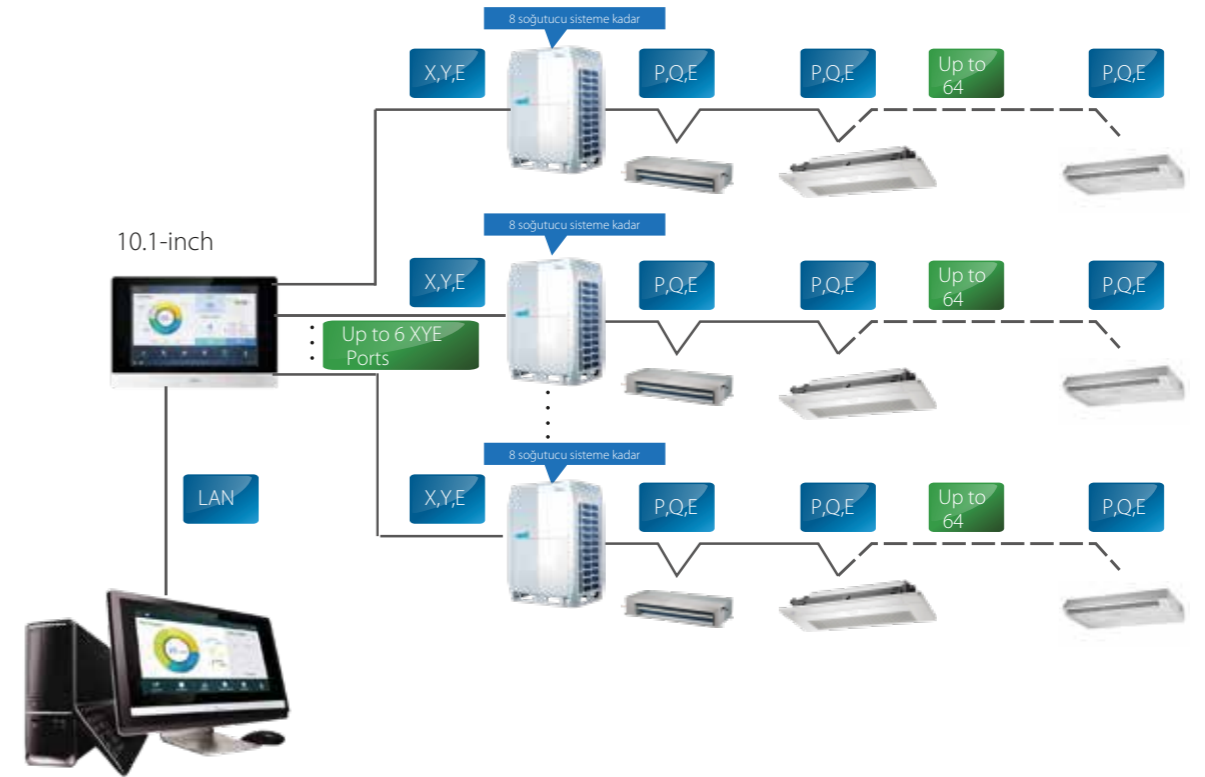 8 soğutucu sisteme kadar
X,Y,E
P,Q,E
P,Q,E
Up to
64
P,Q,E
10.1-inch
8 soğutucu sisteme kadar
X,Y,E
P,Q,E
P,Q,E
Up to
64
P,Q,E
Up to 6 XYE
Ports
8 soğutucu sisteme kadar
LAN
X,Y,E
P,Q,E
P,Q,E
Up to
64
P,Q,E